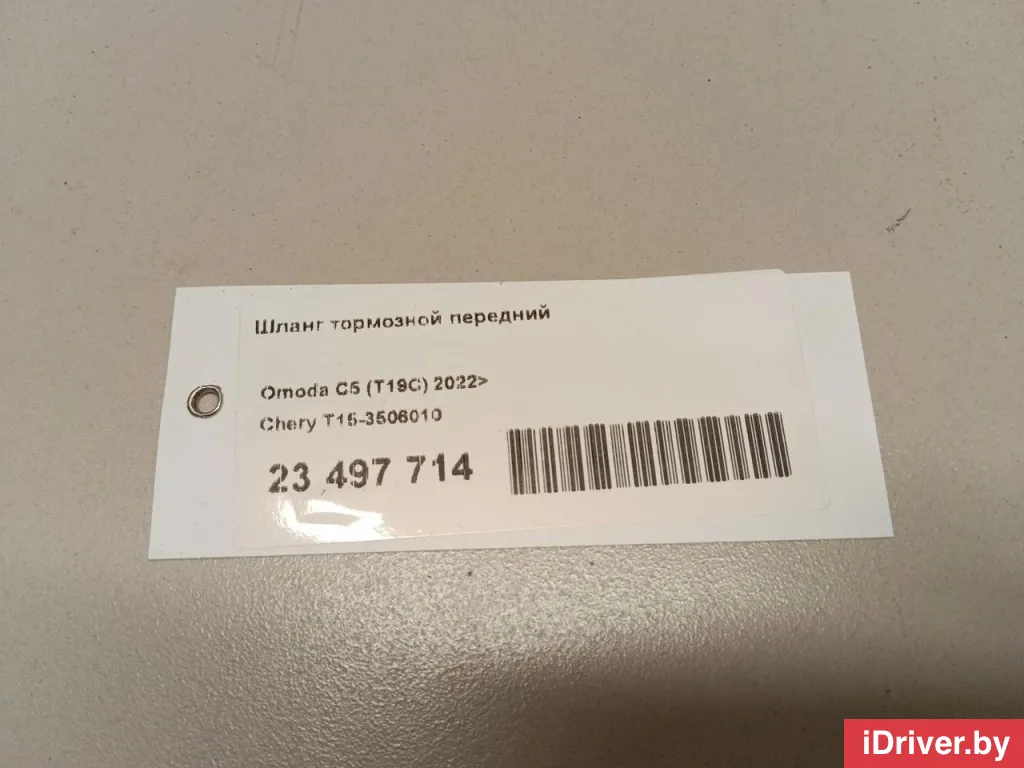 Шланг тормозной передний
Omoda C5 (T19C) 2022>
Chery T15-3506010
23 497 714
iDriver.by